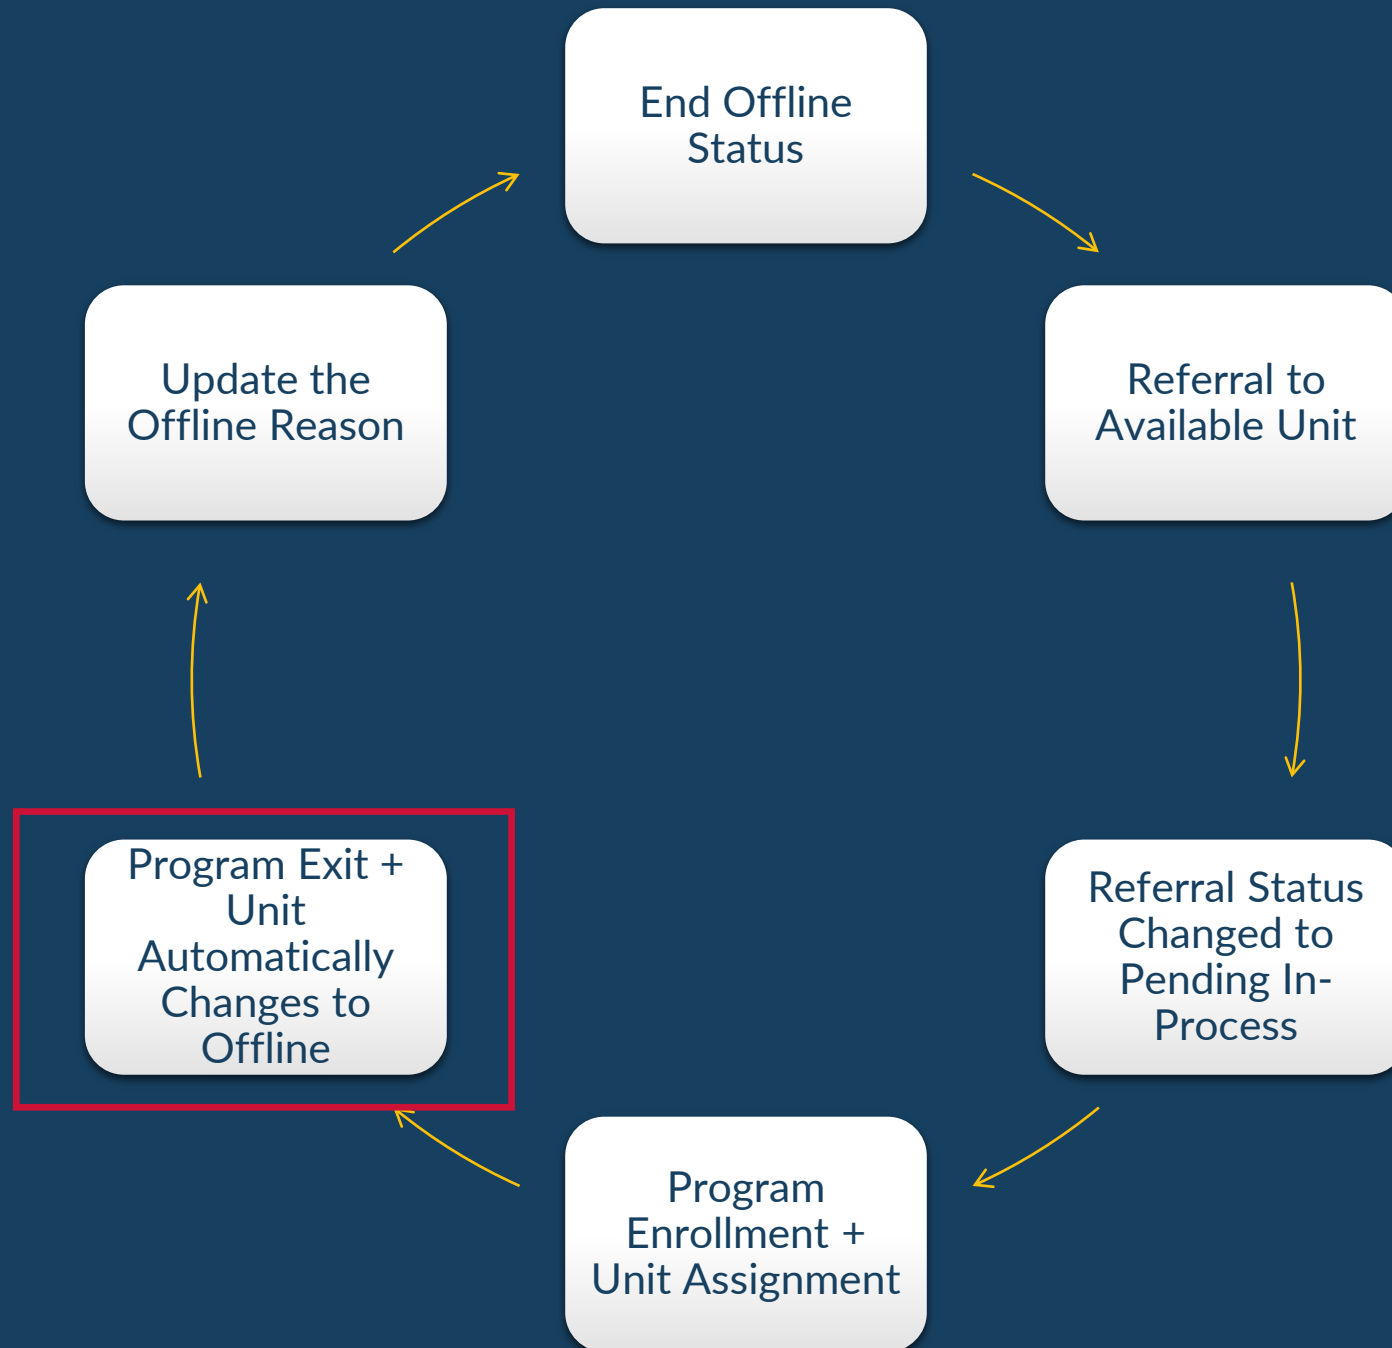 End Offline
Status
Referral to
Available Unit
Referral Status
Changed to
Pending In-
Process
Program
Enrollment +
Unit Assignment
Program Exit +
Unit
Automatically
Changes to
Offline
Update the
Offline Reason